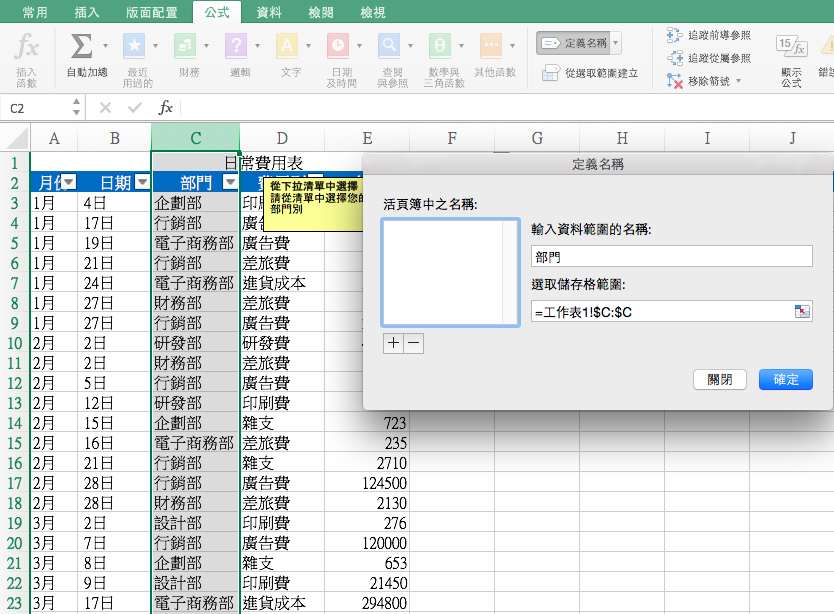 常用 插入 版面配置 公式 資料 檢閱 檢視
fx 插入函數
Σ 自動加總
最近用過的
財務
邏輯
文字
日期及時間
查閱與參照
數學與三角函數
其他函數
定義名稱
從選取範圍建立
追蹤前導參照
追蹤從屬參照
移除箭號
15 fx 顯示公式
C2 fx
A B C D E F G H I J
1 日常費用表
2 月份 日期 部門
3 1月 4日 企劃部
4 1月 17日 行銷部
5 1月 19日 電子商務部 廣告費
6 1月 21日 行銷部 差旅費
7 1月 24日 電子商務部 進貨成本
8 1月 27日 財務部 差旅費
9 1月 27日 行銷部 廣告費
10 2月 2日 研發部 研發費
11 2月 2日 財務部 差旅費
12 2月 5日 行銷部 廣告費
13 2月 12日 研發部 印刷費
14 2月 15日 企劃部 雜支 723
15 2月 16日 電子商務部 差旅費 235
16 2月 21日 行銷部 雜支 2710
17 2月 28日 行銷部 廣告費 124500
18 2月 28日 財務部 差旅費 2130
19 3月 2日 設計部 印刷費 276
20 3月 7日 行銷部 廣告費 120000
21 3月 8日 企劃部 雜支 653
22 3月 9日 設計部 印刷費 21450
23 3月 17日 電子商務部 進貨成本 294800
從下拉清單中選擇
請從清單中選擇您的
部門別
定義名稱
活頁簿中之名稱:
輸入資料範圍的名稱:
部門
選取儲存格範圍:
=工作表1!$C:$C
+ −
關閉 確定